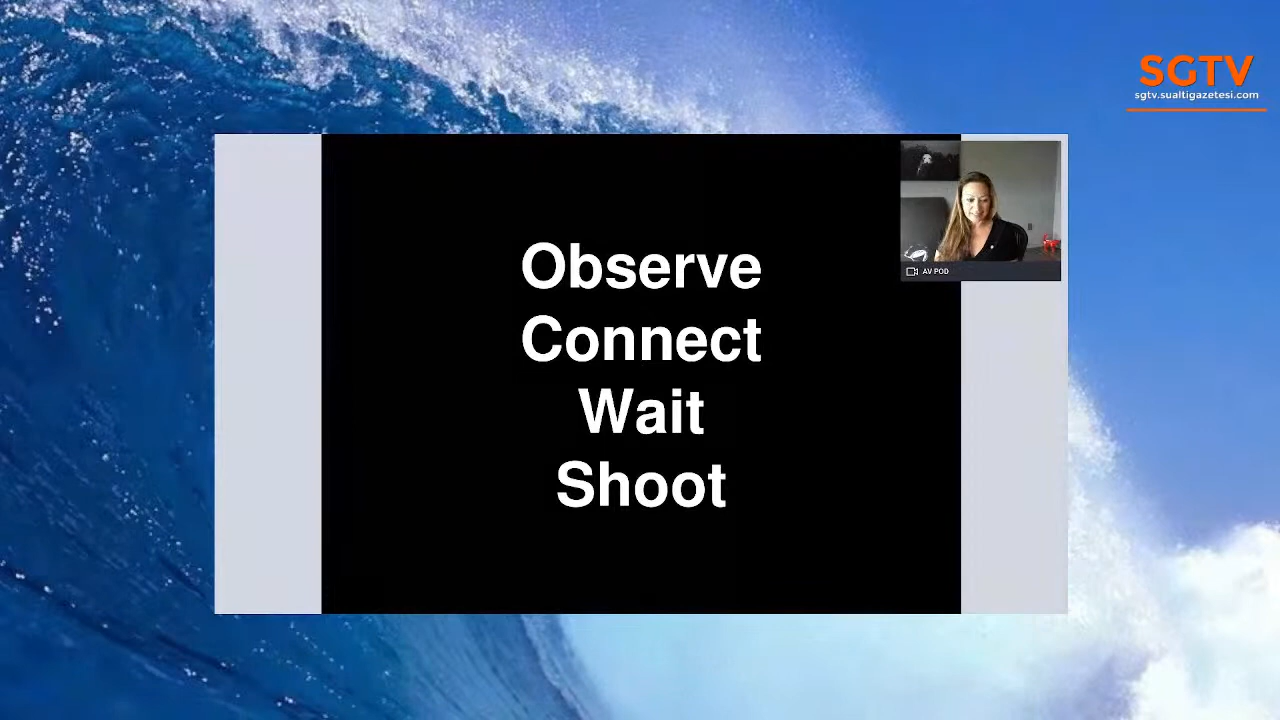 SGTV
sgtv.sualtigazetesi.com
Observe
Connect
Wait
Shoot
AV POD